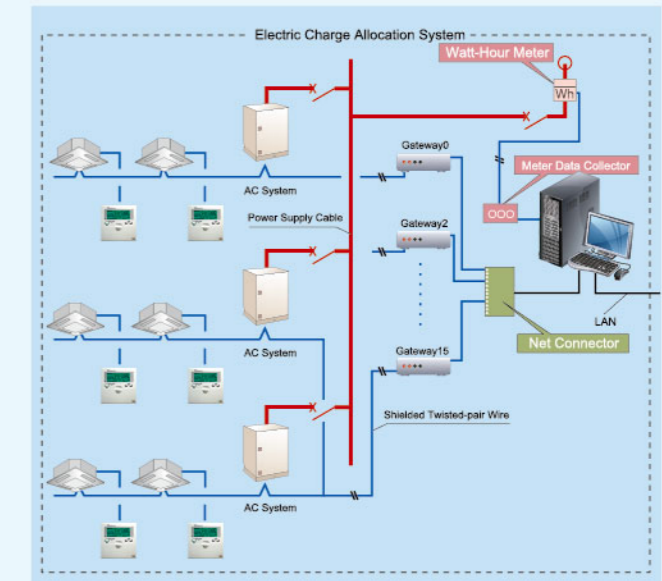 Electric Charge Allocation System
Watt-Hour Meter
Wh
Gateway0
AC System
Meter Data Collector
Power Supply Cable
Gateway2
LAN
Net Connector
AC System
Gateway15
Shielded Twisted-pair Wire
AC System